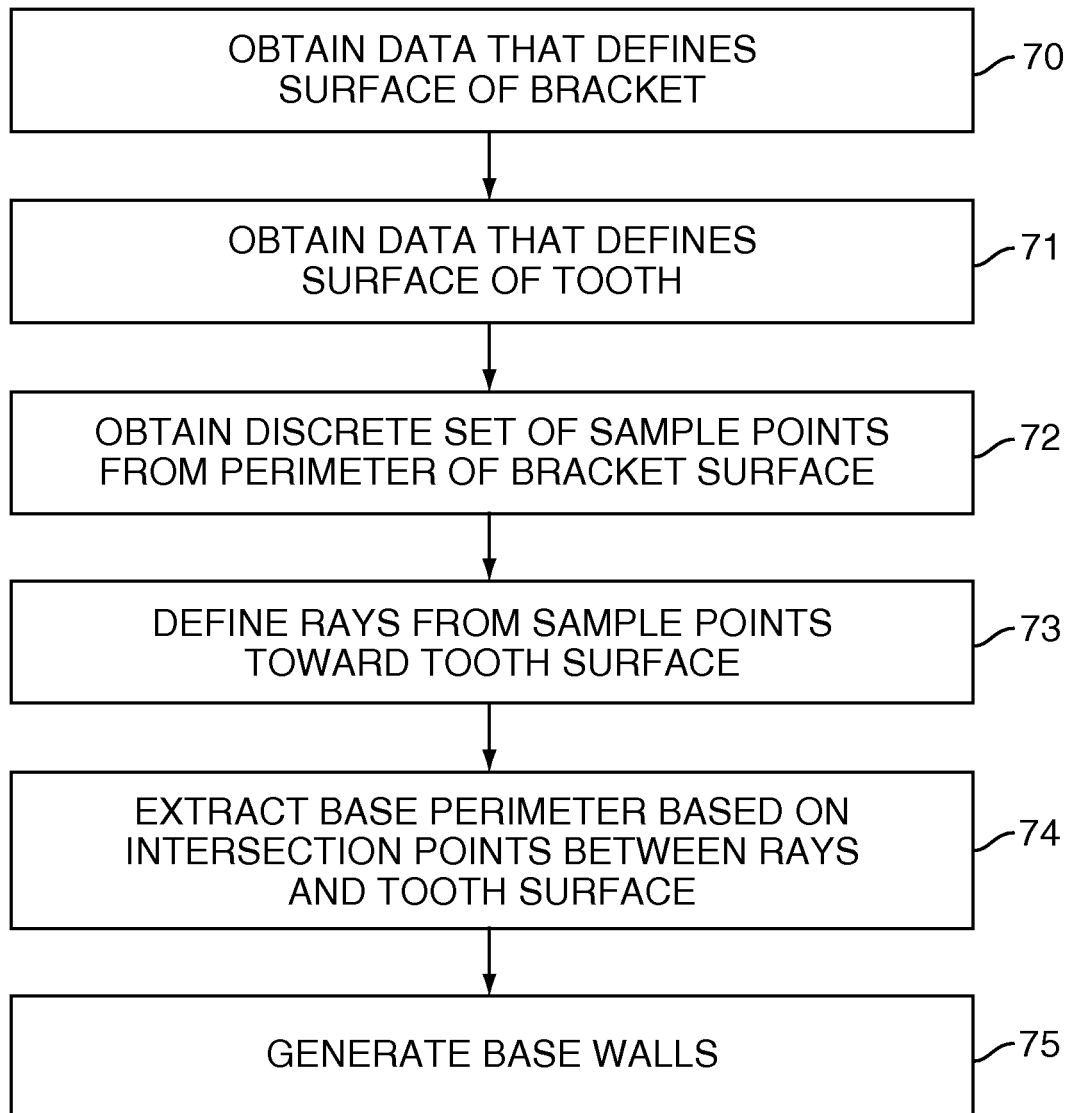 OBTAIN DATA THAT DEFINES
SURFACE OF BRACKET
70
OBTAIN DATA THAT DEFINES
SURFACE OF TOOTH
71
OBTAIN DISCRETE SET OF SAMPLE POINTS
FROM PERIMETER OF BRACKET SURFACE
72
DEFINE RAYS FROM SAMPLE POINTS
TOWARD TOOTH SURFACE
73
EXTRACT BASE PERIMETER BASED ON
INTERSECTION POINTS BETWEEN RAYS
AND TOOTH SURFACE
74
GENERATE BASE WALLS
75